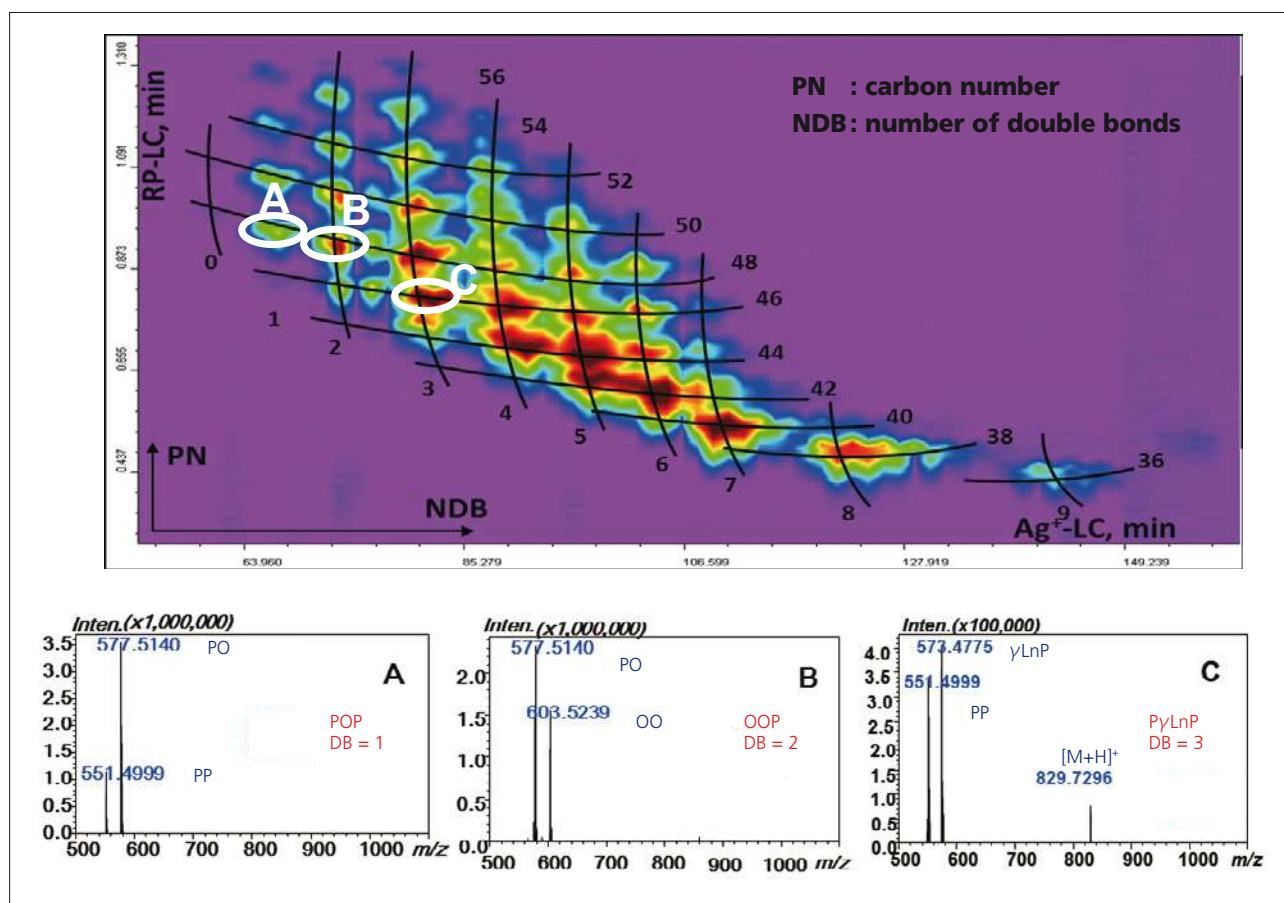 PN : carbon number
NDB : number of double bonds
RP-LC, min
1.310
1.091
0.873
0.655
0.437
56
54
52
50
48
46
44
42
40
38
36
A
B
C
0
1
2
3
4
5
6
7
8
9
PN
NDB
Ag+-LC, min
63.960
85.279
106.599
127.919
149.239
Inten. (x1,000,000)
3.5
3.0
2.5
2.0
1.5
1.0
0.5
0.0
577.5140 PO
A
POP
DB = 1
551.4999 PP
500 600 700 800 900 1000 m/z
Inten. (x1,000,000)
2.0
1.5
1.0
0.5
0.0
577.5140 PO
B
603.5239 OO
OOP
DB = 2
500 600 700 800 900 1000 m/z
Inten. (x100,000)
4.0
3.5
3.0
2.5
2.0
1.5
1.0
0.5
0.0
573.4775 γLnP
C
551.4999
PP
PγLnP
DB = 3
[M+H]+
829.7296
500 600 700 800 900 1000 m/z